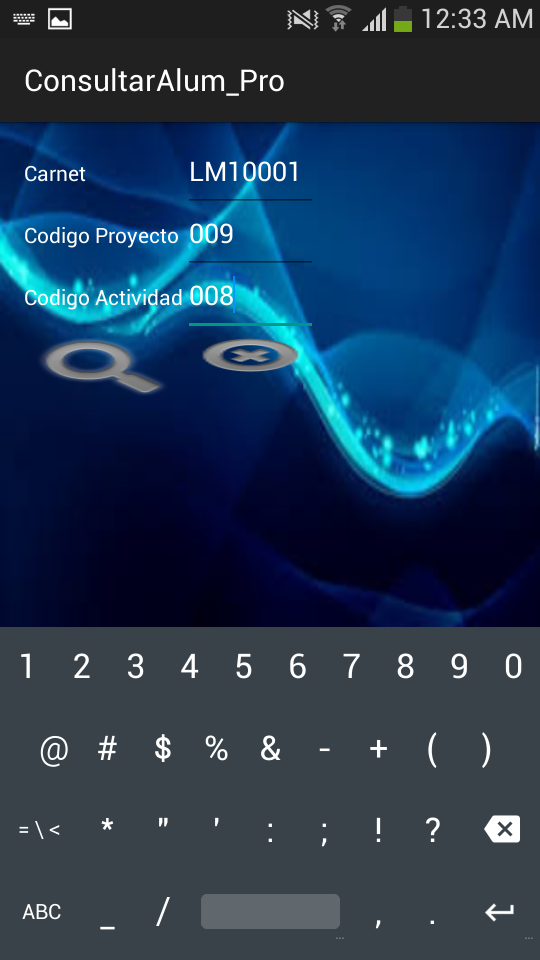 12:33 AM
ConsultarAlum_Pro
Carnet LM10001
Codigo Proyecto 009
Codigo Actividad 008
1 2 3 4 5 6 7 8 9 0
@ # $ % & - + ( )
= \ < * " ' : ; ! ?
ABC _ / , .